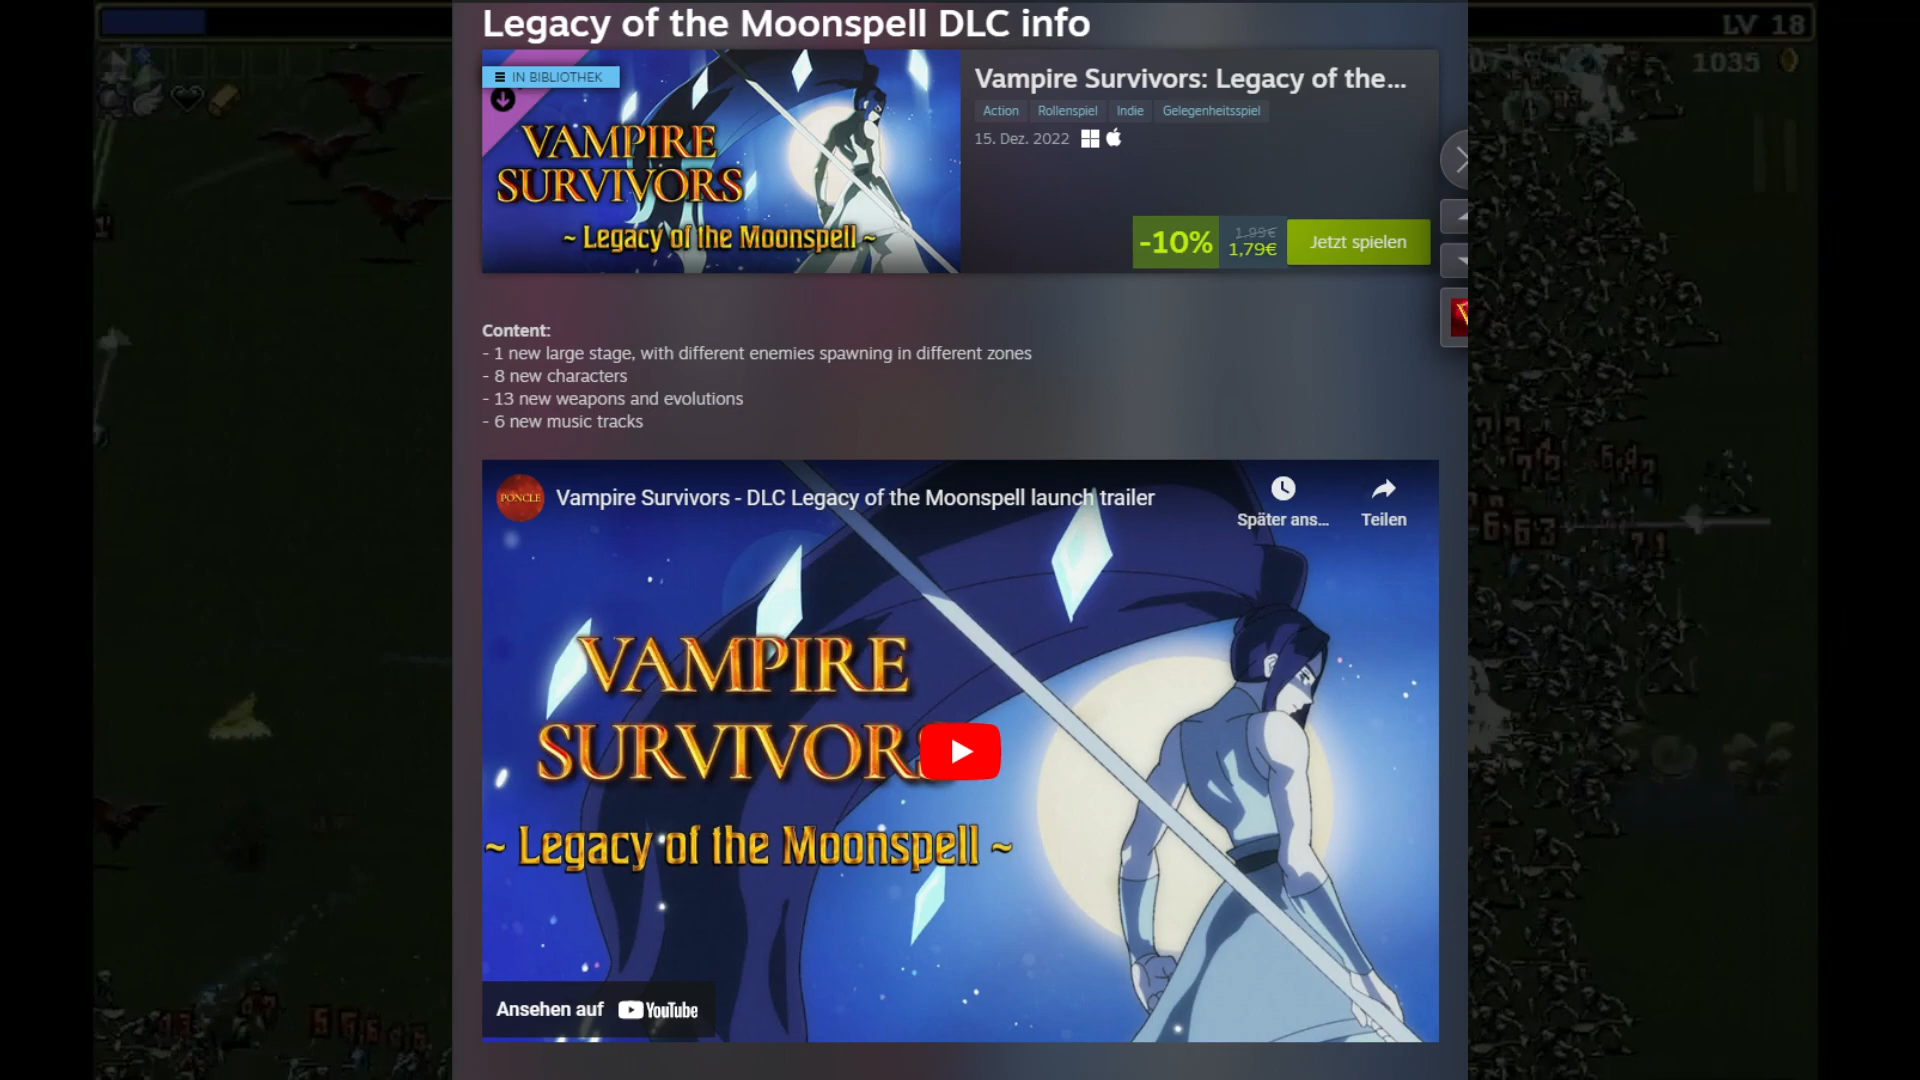 Legacy of the Moonspell DLC info
LV 18
1035
IN BIBLIOTHEK
VAMPIRE
SURVIVORS
~ Legacy of the Moonspell ~
Vampire Survivors: Legacy of the...
Action Rollenspiel Indie Gelegenheitsspiel
15. Dez. 2022
-10% 1,99€ 1,79€ Jetzt spielen
Content:
- 1 new large stage, with different enemies spawning in different zones
- 8 new characters
- 13 new weapons and evolutions
- 6 new music tracks
PONCLE
Vampire Survivors - DLC Legacy of the Moonspell launch trailer
Später ans... Teilen
VAMPIRE
SURVIVORS
~ Legacy of the Moonspell ~
Ansehen auf YouTube